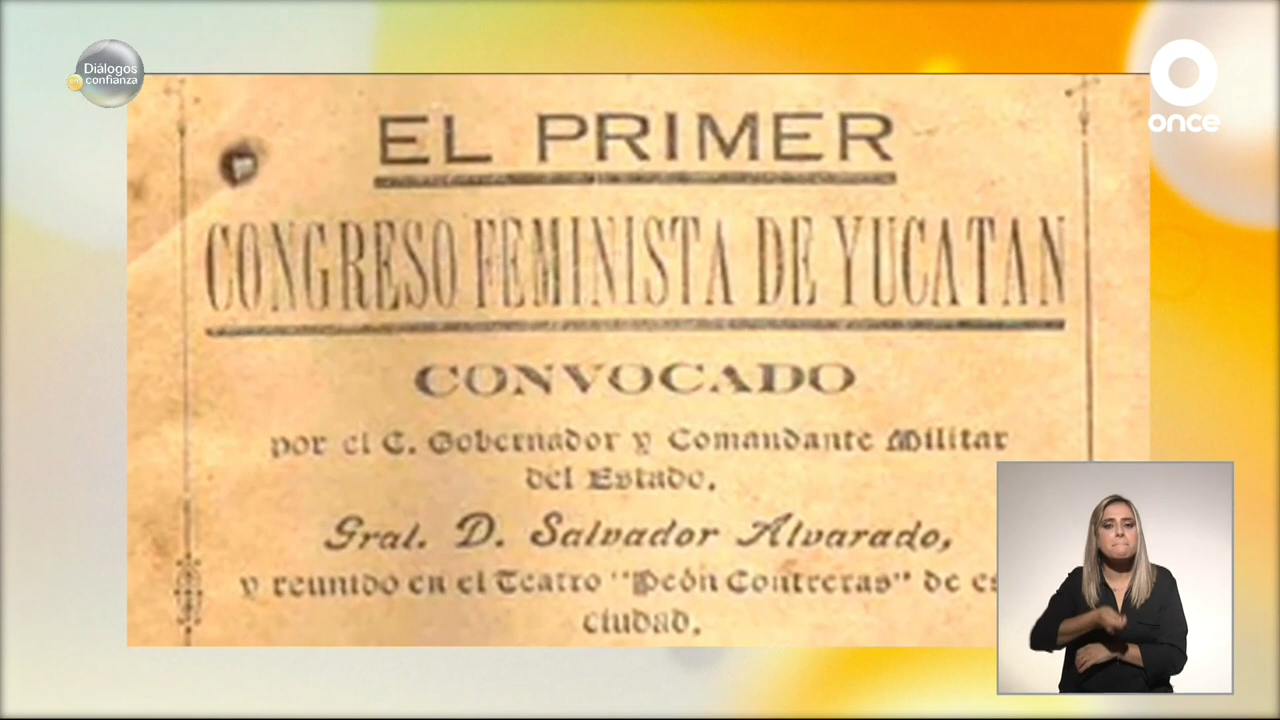 Diálogos
en confianza
once
EL PRIMER
CONGRESO FEMINISTA DE YUCATAN
CONVOCADO
por el C. Gobernador y Comandante Militar
del Estado,
Gral. D. Salvador Alvarado,
y reunido en el Teatro "Peón Contreras" de
ciudad.